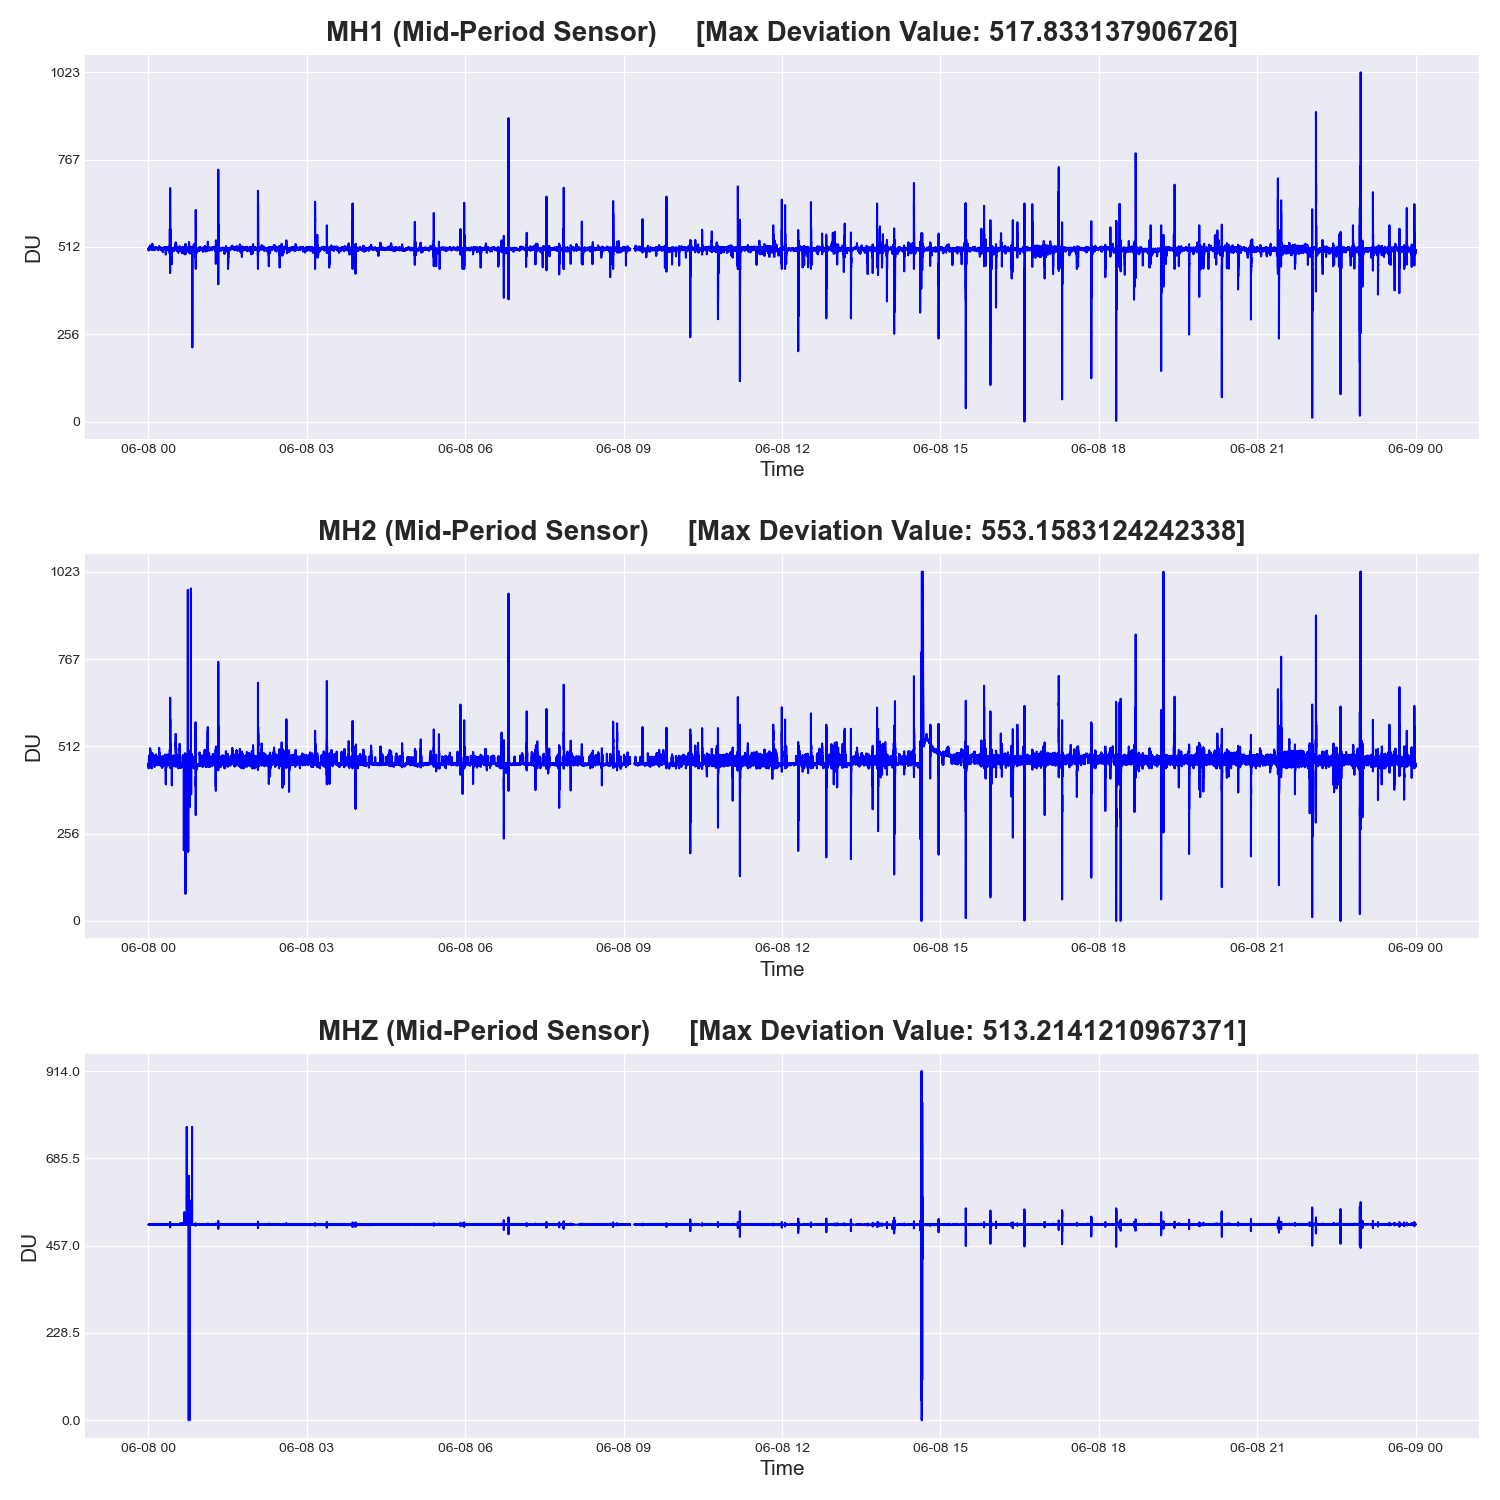 MH1 (Mid-Period Sensor) [Max Deviation Value: 517.833137906726]
1023
767
512
256
0
DU
06-08 00 06-08 03 06-08 06 06-08 09 06-08 12 06-08 15 06-08 18 06-08 21 06-09 00
Time
MH2 (Mid-Period Sensor) [Max Deviation Value: 553.1583124242338]
1023
767
512
256
0
DU
06-08 00 06-08 03 06-08 06 06-08 09 06-08 12 06-08 15 06-08 18 06-08 21 06-09 00
Time
MHZ (Mid-Period Sensor) [Max Deviation Value: 513.2141210967371]
914.0
685.5
457.0
228.5
0.0
DU
06-08 00 06-08 03 06-08 06 06-08 09 06-08 12 06-08 15 06-08 18 06-08 21 06-09 00
Time